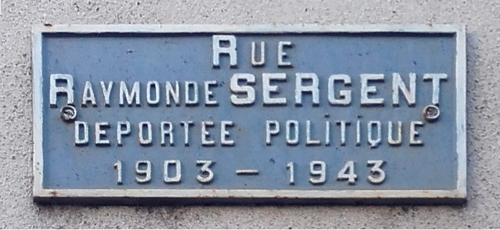 RUE
RAYMONDE SERGENT
DEPORTEE POLITIQUE
1903 - 1943